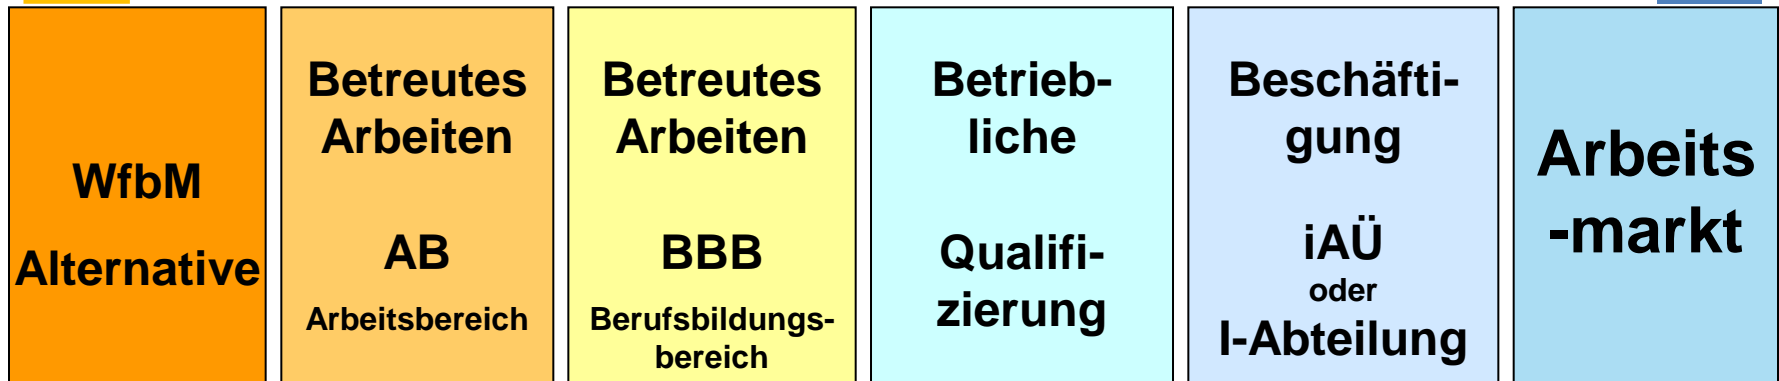 WfbM
Alternative
Betreutes
Arbeiten
AB
Arbeitsbereich
Betreutes
Arbeiten
BBB
Berufsbildungs-
bereich
Betrieb-
liche
Qualifi-
zierung
Beschäfti-
gung
iAÜ
oder
I-Abteilung
Arbeits
-markt